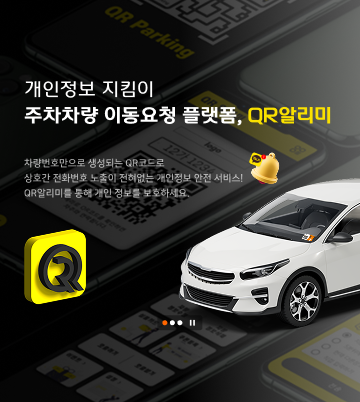 QR Parking
개인정보 지킴이
주차차량 이동요청 플랫폼, QR알리미
차량번호만으로 생성되는 QR코드로
상호간 전화번호 노출이 전혀없는 개인정보 안전 서비스!
QR알리미를 통해 개인 정보를 보호하세요.